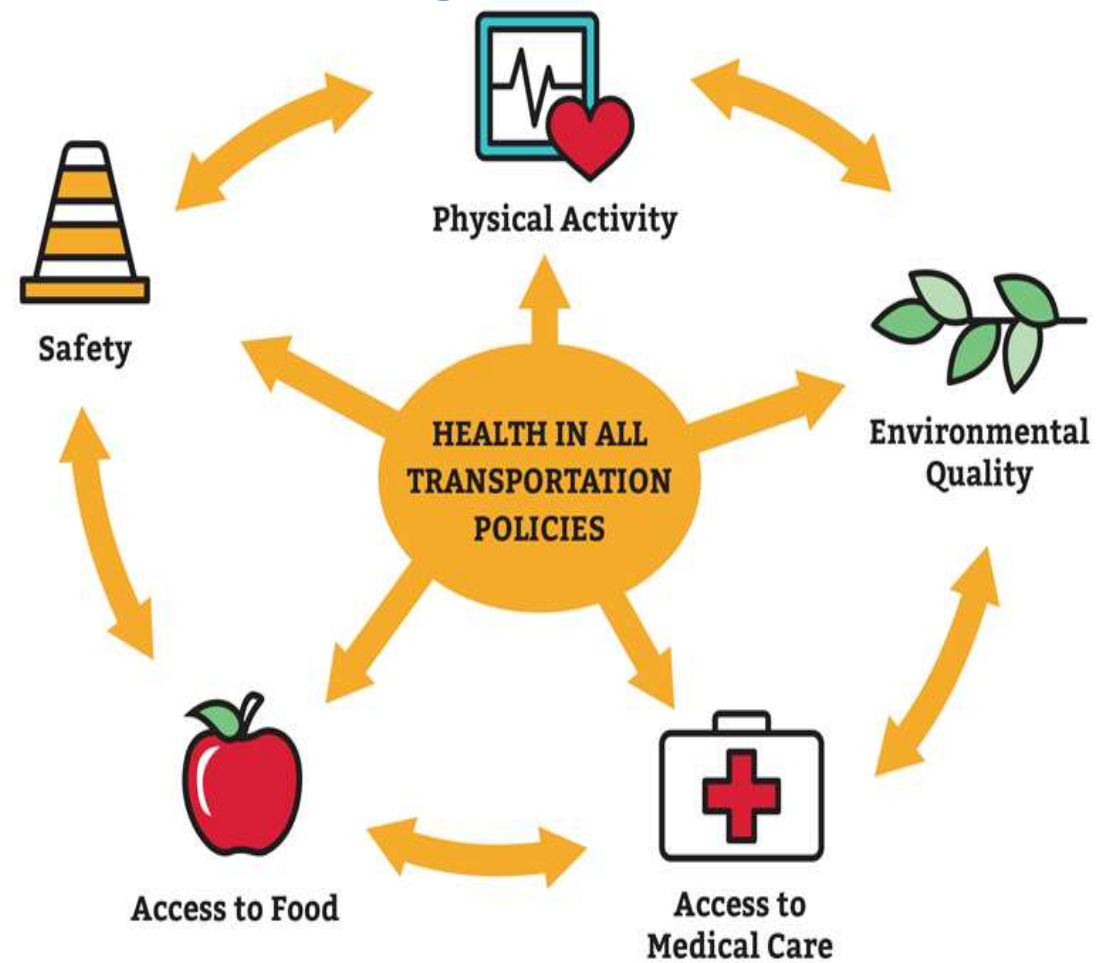 Physical Activity
Safety
HEALTH IN ALL
TRANSPORTATION
POLICIES
Environmental
Quality
Access to Food
Access to
Medical Care